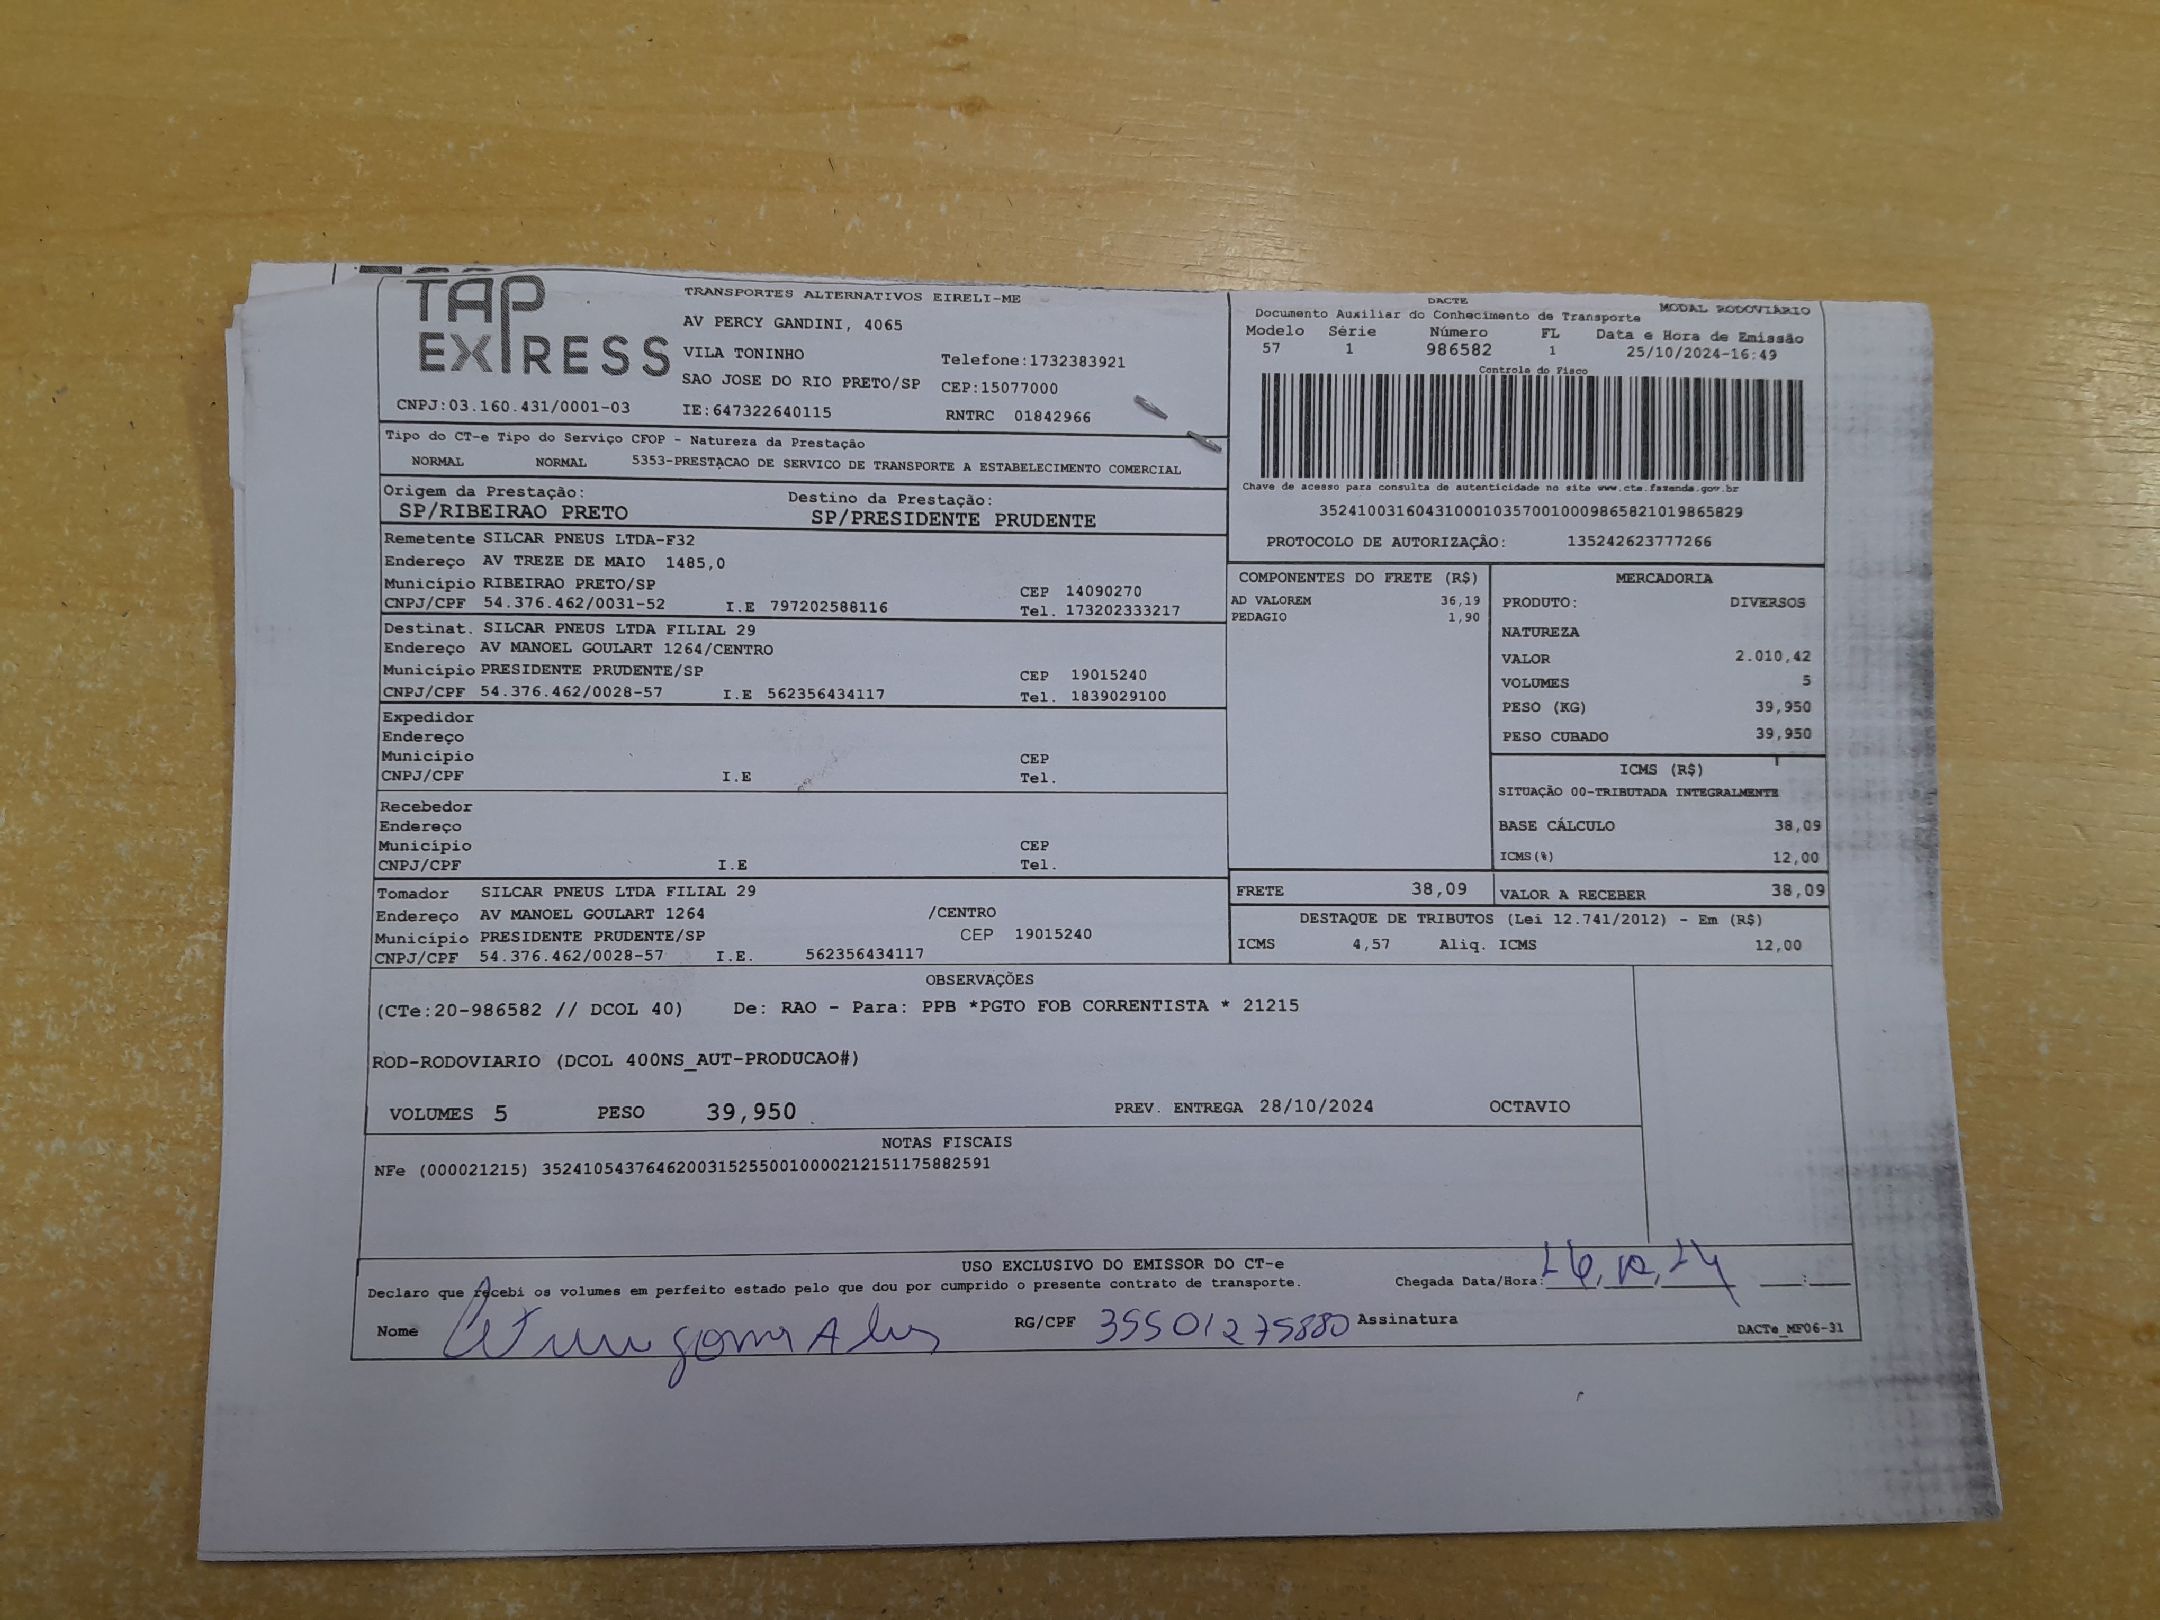 TAP EXPRESS
CNPJ:03.160.431/0001-03
TRANSPORTES ALTERNATIVOS EIRELI-ME
AV PERCY GANDINI, 4065
VILA TONINHO Telefone:1732383921
SAO JOSE DO RIO PRETO/SP CEP:15077000
IE:647322640115 RNTRC 01842966
DACTE
Documento Auxiliar do Conhecimento de Transporte MODAL RODOVIÁRIO
Modelo Série Número FL Data e Hora de Emissão
57 1 986582 1 25/10/2024-16:49
Controle do Fisco
Chave de acesso para consulta de autenticidade no site www.cte.fazenda.gov.br
35241003160431000103570010009865821019865829
PROTOCOLO DE AUTORIZAÇÂO: 135242623777266
Tipo do CT-e Tipo do Serviço CFOP - Natureza da Prestação
NORMAL NORMAL 5353-PRESTACAO DE SERVICO DE TRANSPORTE A ESTABELECIMENTO COMERCIAL
Origem da Prestação: Destino da Prestação:
SP/RIBEIRAO PRETO SP/PRESIDENTE PRUDENTE
Remetente SILCAR PNEUS LTDA-F32
Endereço AV TREZE DE MAIO 1485,0
Município RIBEIRAO PRETO/SP CEP 14090270
CNPJ/CPF 54.376.462/0031-52 I.E 797202588116 Tel. 173202333217
Destinat. SILCAR PNEUS LTDA FILIAL 29
Endereço AV MANOEL GOULART 1264/CENTRO
Município PRESIDENTE PRUDENTE/SP CEP 19015240
CNPJ/CPF 54.376.462/0028-57 I.E 562356434117 Tel. 1839029100
Expedidor
Endereço
Município CEP
CNPJ/CPF I.E Tel.
Recebedor
Endereço
Município CEP
CNPJ/CPF I.E Tel.
Tomador SILCAR PNEUS LTDA FILIAL 29
Endereço AV MANOEL GOULART 1264 /CENTRO
Município PRESIDENTE PRUDENTE/SP CEP 19015240
CNPJ/CPF 54.376.462/0028-57 I.E. 562356434117
COMPONENTES DO FRETE (R$)
AD VALOREM 36,19
PEDAGIO 1,90
MERCADORIA
PRODUTO: DIVERSOS
NATUREZA
VALOR 2.010,42
VOLUMES 5
PESO (KG) 39,950
PESO CUBADO 39,950
ICMS (R$)
SITUAÇÃO 00-TRIBUTADA INTEGRALMENTE
BASE CÁLCULO 38,09
ICMS(%) 12,00
FRETE 38,09 VALOR A RECEBER 38,09
DESTAQUE DE TRIBUTOS (Lei 12.741/2012) - Em (R$)
ICMS 4,57 Aliq. ICMS 12,00
OBSERVAÇÕES
(CTe:20-986582 // DCOL 40) De: RAO - Para: PPB *PGTO FOB CORRENTISTA * 21215
ROD-RODOVIARIO (DCOL 400NS_AUT-PRODUCAO#)
VOLUMES 5 PESO 39,950 PREV. ENTREGA 28/10/2024 OCTAVIO
NOTAS FISCAIS
NFe (000021215) 35241054376462003152550010000212151175882591
USO EXCLUSIVO DO EMISSOR DO CT-e
Declaro que recebi os volumes em perfeito estado pelo que dou por cumprido o presente contrato de transporte. Chegada Data/Hora:
Nome RG/CPF 35501275880 Assinatura
DACTe_MF06-31